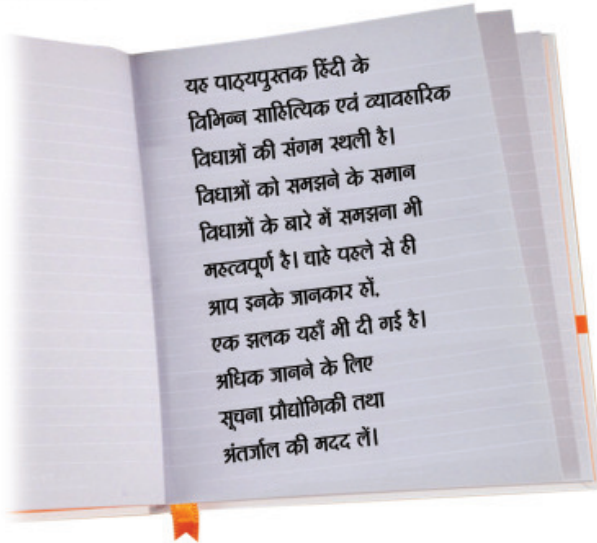 यह पाठ्यपुस्तक हिंदी के
विभिन्न साहित्यिक एवं व्यावहारिक
विधाओं की संगम स्थली है।
विधाओं को समझने के समान
विधाओं के बारे में समझना भी
महत्वपूर्ण है। चाहे पहले से ही
आप इनके जानकार हों,
एक झलक यहाँ भी दी गई है।
अधिक जानने के लिए
सूचना प्रौद्योगिकी तथा
अंतर्जाल की मदद लें।